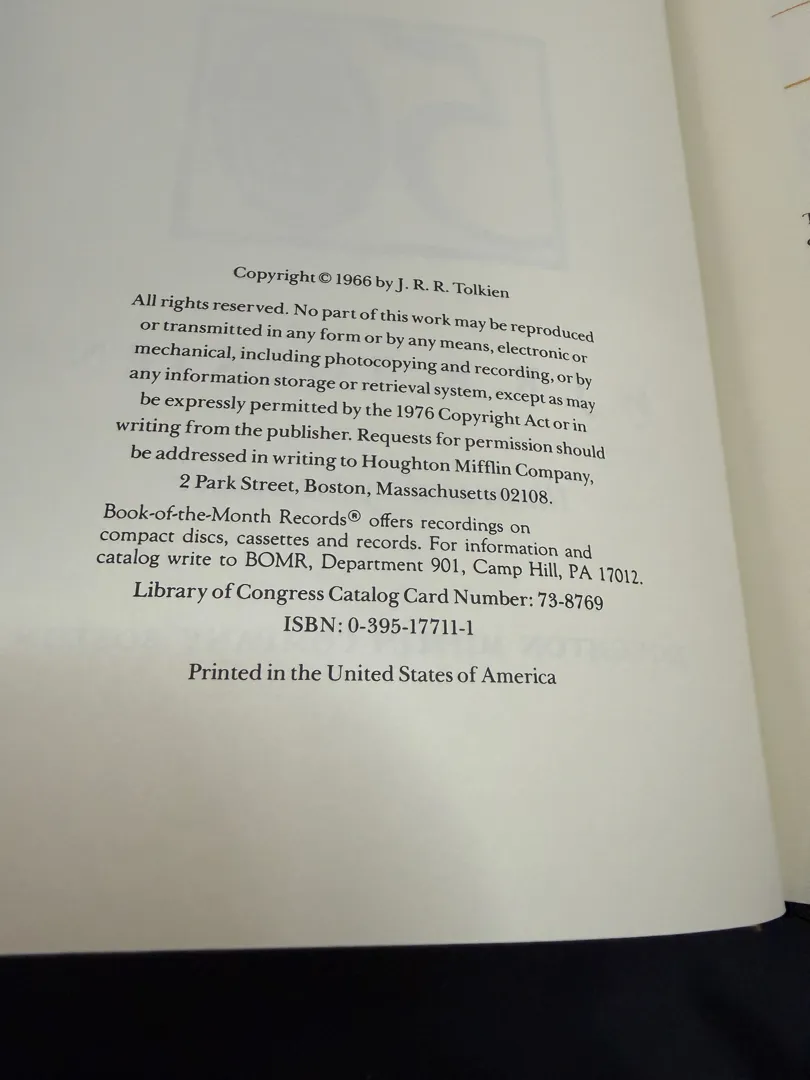 Copyright © 1966 by J. R. R. Tolkien
All rights reserved. No part of this work may be reproduced
or transmitted in any form or by any means, electronic or
mechanical, including photocopying and recording, or by
any information storage or retrieval system, except as may
be expressly permitted by the 1976 Copyright Act or in
writing from the publisher. Requests for permission should
be addressed in writing to Houghton Mifflin Company,
2 Park Street, Boston, Massachusetts 02108.
Book-of-the-Month Records® offers recordings on
compact discs, cassettes and records. For information and
catalog write to BOMR, Department 901, Camp Hill, PA 17012.
Library of Congress Catalog Card Number: 73-8769
ISBN: 0-395-17711-1
Printed in the United States of America